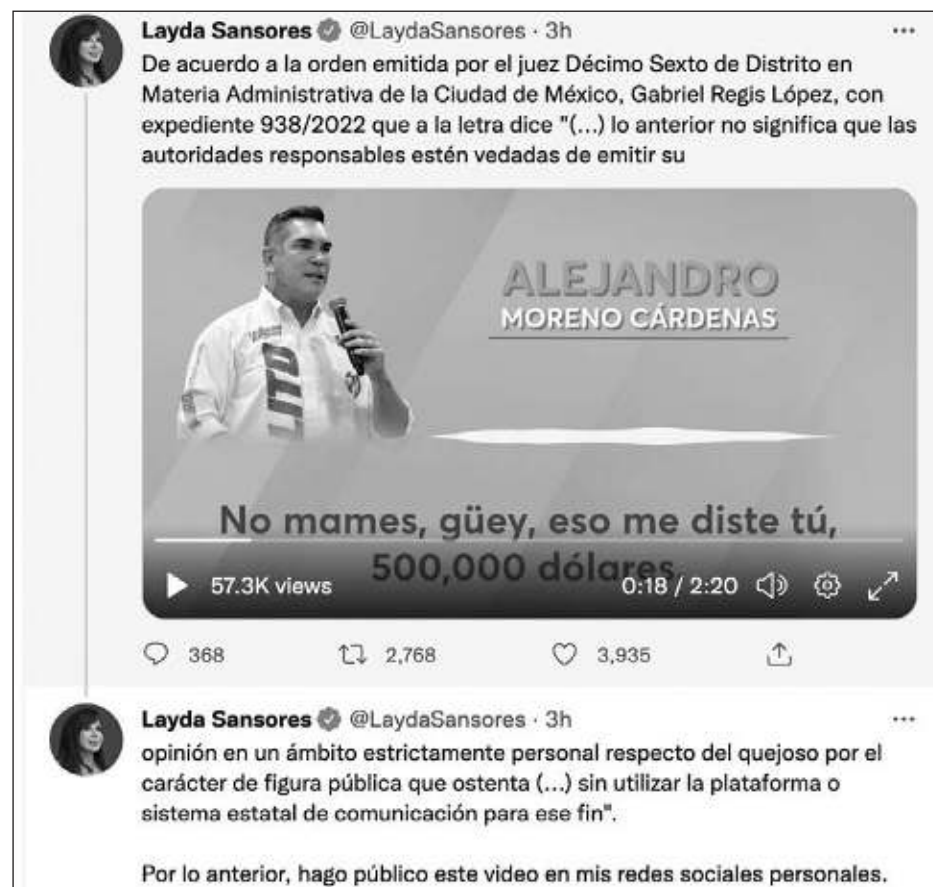 Layda Sansores @LaydaSansores · 3h
De acuerdo a la orden emitida por el juez Décimo Sexto de Distrito en
Materia Administrativa de la Ciudad de México, Gabriel Regis López, con
expediente 938/2022 que a la letra dice "(...) lo anterior no significa que las
autoridades responsables estén vedadas de emitir su
ALEJANDRO
MORENO CÁRDENAS
LITO
No mames, güey, eso me diste tú,
500,000 dólares
57.3K views
0:18 / 2:20
368
2,768
3,935
Layda Sansores @LaydaSansores · 3h
opinión en un ámbito estrictamente personal respecto del quejoso por el
carácter de figura pública que ostenta (...) sin utilizar la plataforma o
sistema estatal de comunicación para ese fin".
Por lo anterior, hago público este video en mis redes sociales personales.